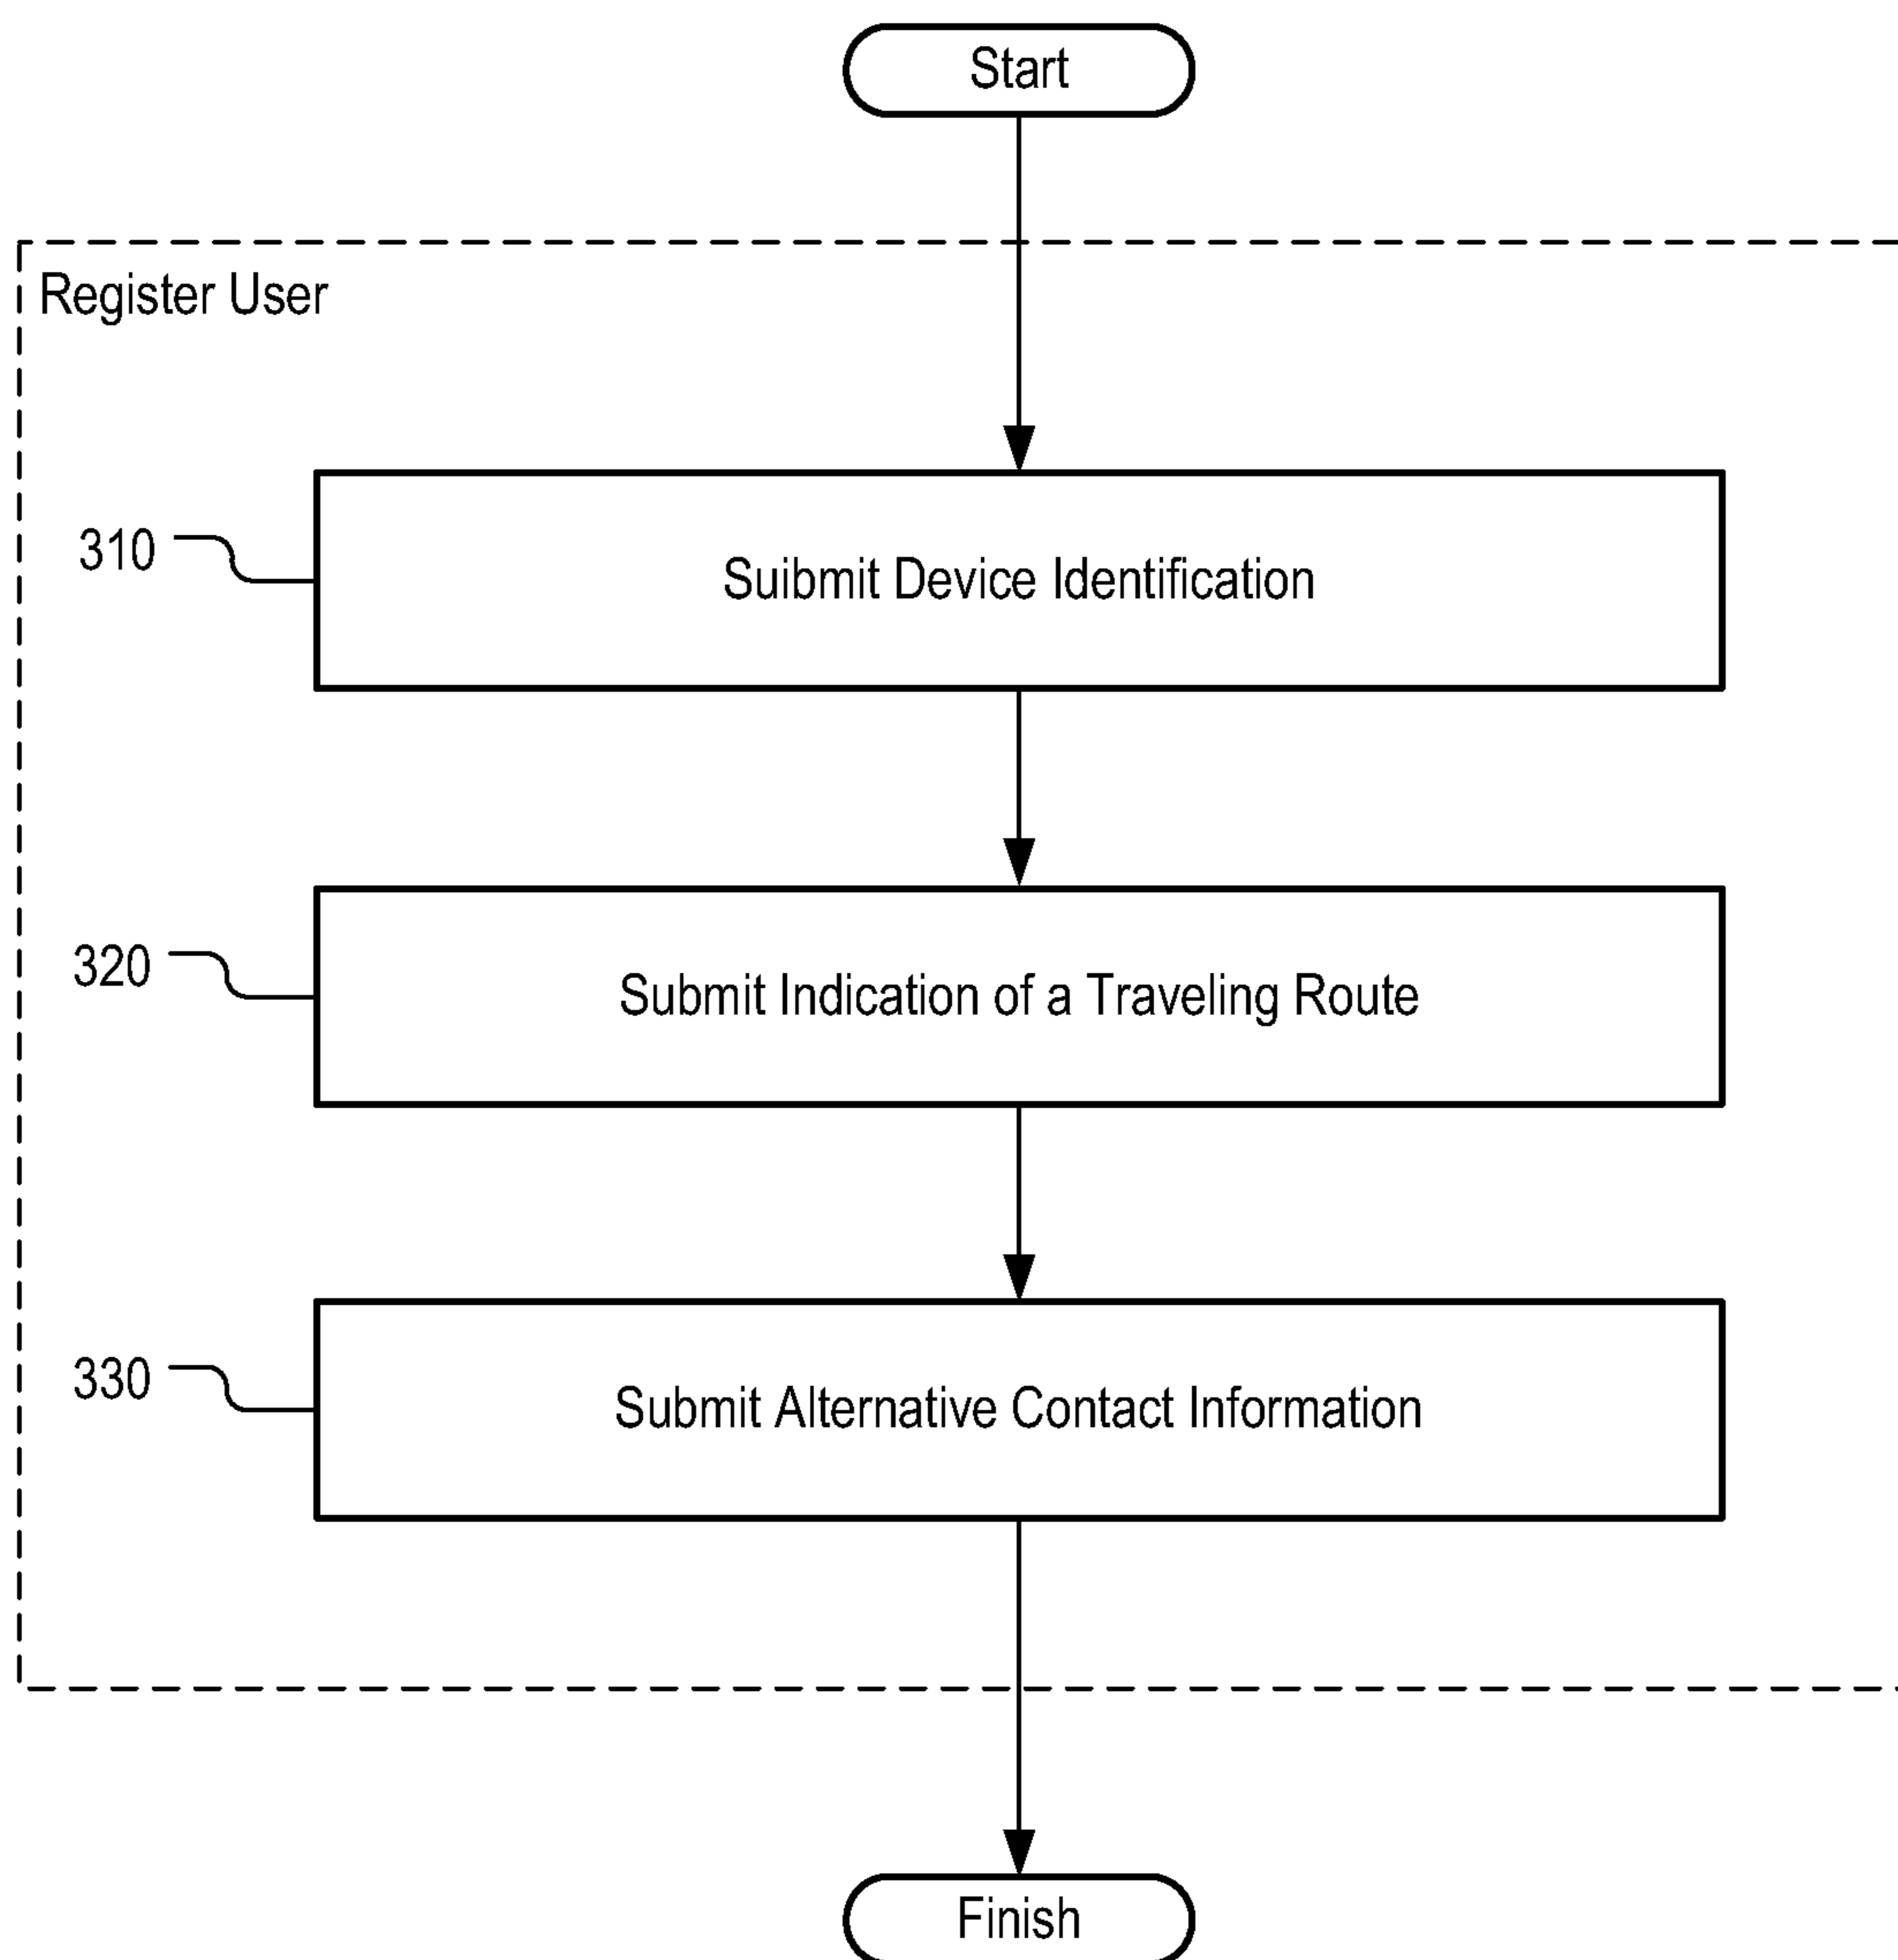 Start
Register User
310
Suibmit Device Identification
320
Submit Indication of a Traveling Route
330
Submit Alternative Contact Information
Finish